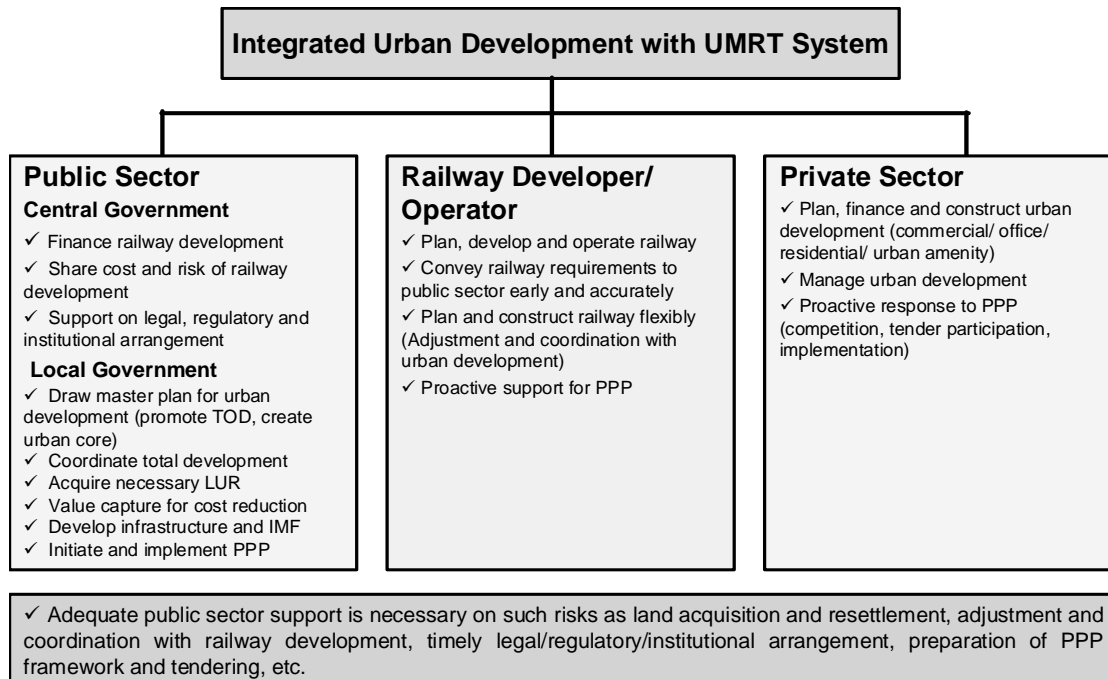 Integrated Urban Development with UMRT System
Public Sector
Central Government
✓ Finance railway development
✓ Share cost and risk of railway
development
✓ Support on legal, regulatory and
institutional arrangement
Local Government
✓ Draw master plan for urban
development (promote TOD, create
urban core)
✓ Coordinate total development
✓ Acquire necessary LUR
✓ Value capture for cost reduction
✓ Develop infrastructure and IMF
✓ Initiate and implement PPP
Railway Developer/
Operator
✓ Plan, develop and operate railway
✓ Convey railway requirements to
public sector early and accurately
✓ Plan and construct railway flexibly
(Adjustment and coordination with
urban development)
✓ Proactive support for PPP
Private Sector
✓ Plan, finance and construct urban
development (commercial/ office/
residential/ urban amenity)
✓ Manage urban development
✓ Proactive response to PPP
(competition, tender participation,
implementation)
✓ Adequate public sector support is necessary on such risks as land acquisition and resettlement, adjustment and
coordination with railway development, timely legal/regulatory/institutional arrangement, preparation of PPP
framework and tendering, etc.